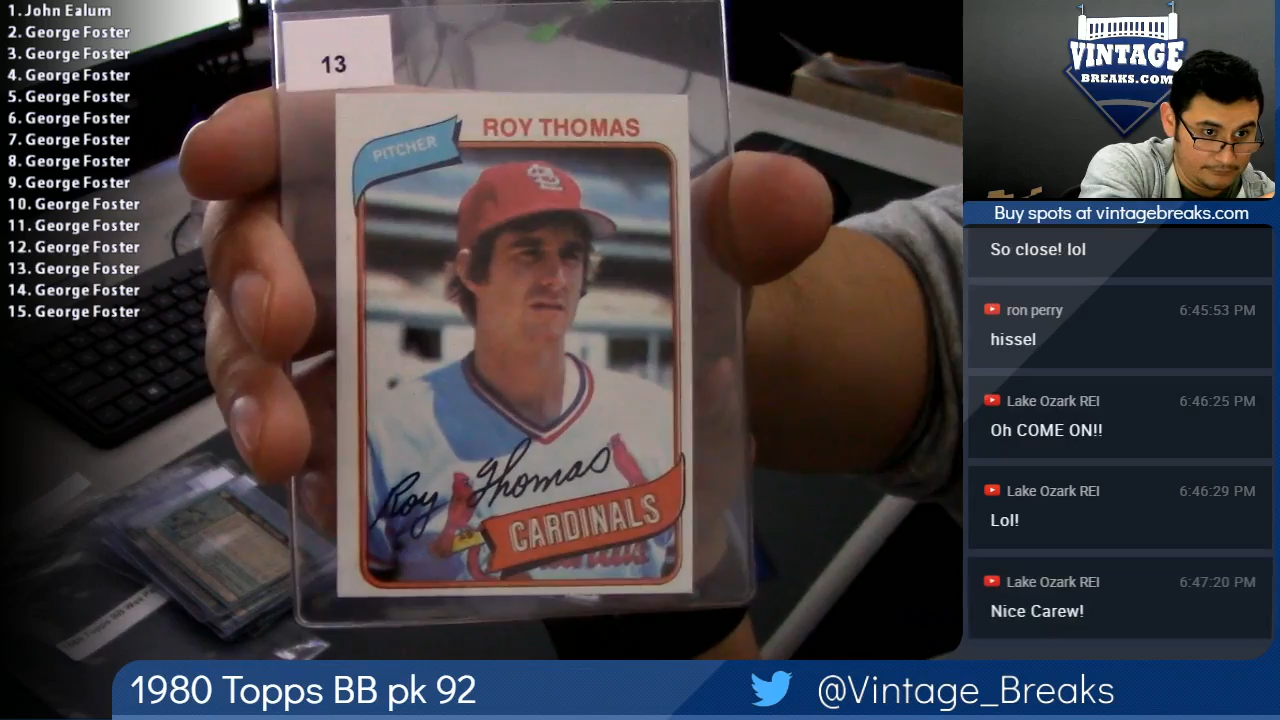 1. John Ealum
2. George Foster
3. George Foster
4. George Foster
5. George Foster
6. George Foster
7. George Foster
8. George Foster
9. George Foster
10. George Foster
11. George Foster
12. George Foster
13. George Foster
14. George Foster
15. George Foster
13
ROY THOMAS
PITCHER
Roy Thomas
CARDINALS
VINTAGE
BREAKS.COM
Buy spots at vintagebreaks.com
So close! lol
ron perry 6:45:53 PM
hissel
Lake Ozark REI 6:46:25 PM
Oh COME ON!!
Lake Ozark REI 6:46:29 PM
Lol!
Lake Ozark REI 6:47:20 PM
Nice Carew!
1980 Topps BB pk 92
@Vintage_Breaks